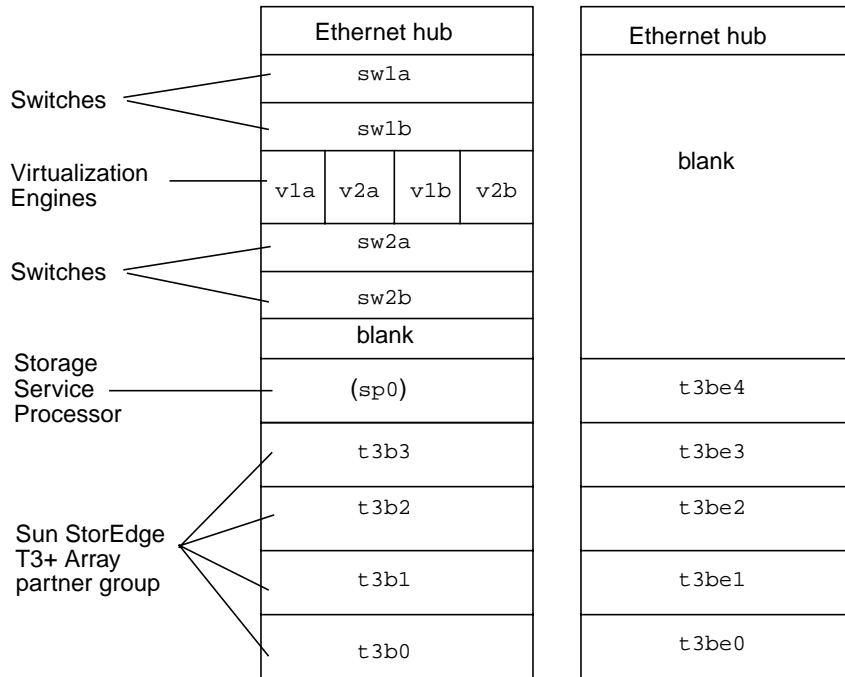 Ethernet hub
Ethernet hub
sw1a
Switches
sw1b
blank
Virtualization
Engines
v1a
v2a
v1b
v2b
sw2a
Switches
sw2b
blank
Storage
Service
Processor
(sp0)
t3be4
t3b3
t3be3
t3b2
t3be2
Sun StorEdge
T3+ Array
partner group
t3b1
t3be1
t3b0
t3be0